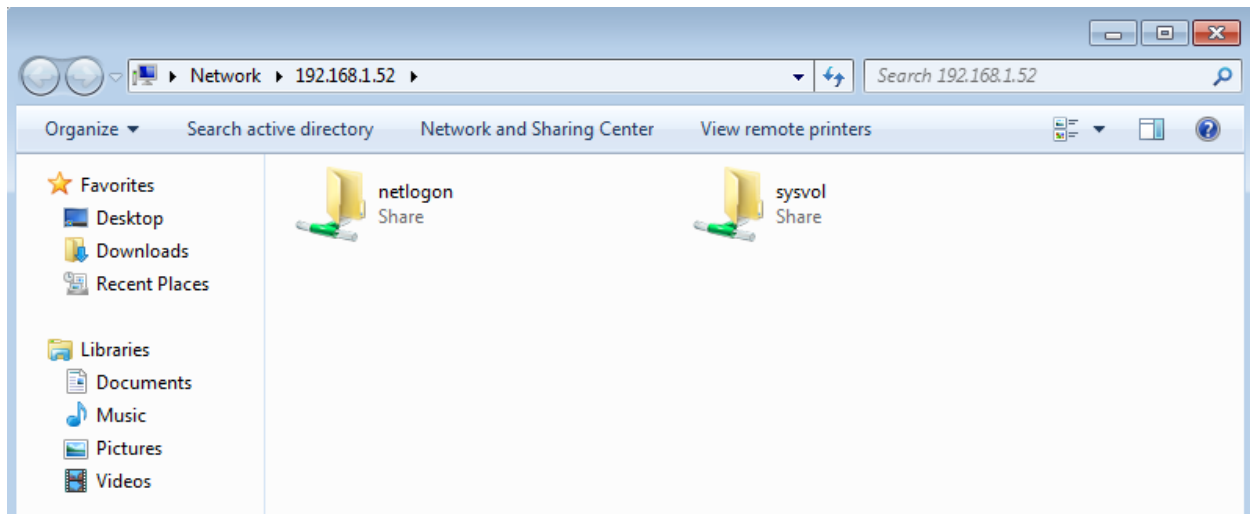 Network 192.168.1.52
Search 192.168.1.52
Organize Search active directory Network and Sharing Center View remote printers
Favorites
Desktop
Downloads
Recent Places
Libraries
Documents
Music
Pictures
Videos
netlogon
Share
sysvol
Share